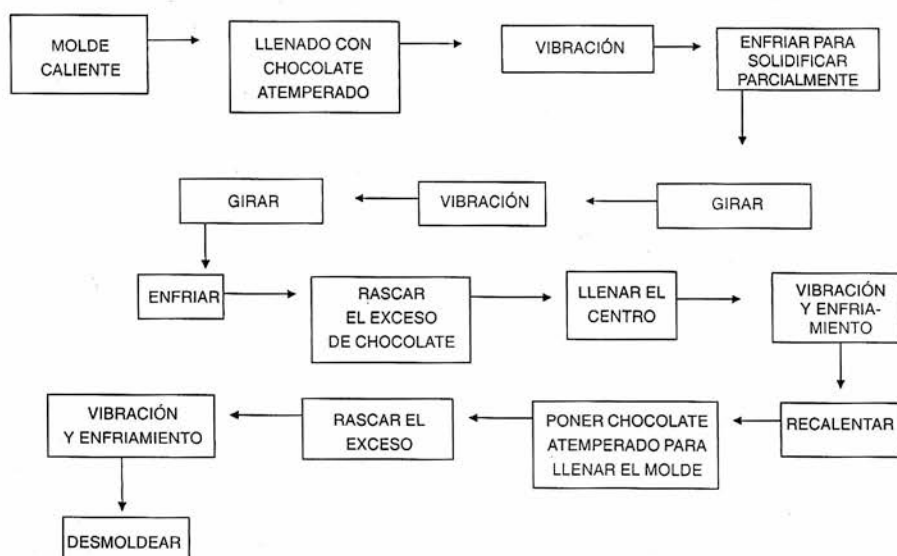 MOLDE
CALIENTE
LLENADO CON
CHOCOLATE
ATEMPERADO
VIBRACIÓN
ENFRIAR PARA
SOLIDIFICAR
PARCIALMENTE
GIRAR
VIBRACIÓN
GIRAR
ENFRIAR
RASCAR
EL EXCESO
DE CHOCOLATE
LLENAR EL
CENTRO
VIBRACIÓN
Y ENFRIA-
MIENTO
RECALENTAR
PONER CHOCOLATE
ATEMPERADO PARA
LLENAR EL MOLDE
RASCAR EL
EXCESO
VIBRACIÓN
Y ENFRIAMIENTO
DESMOLDEAR